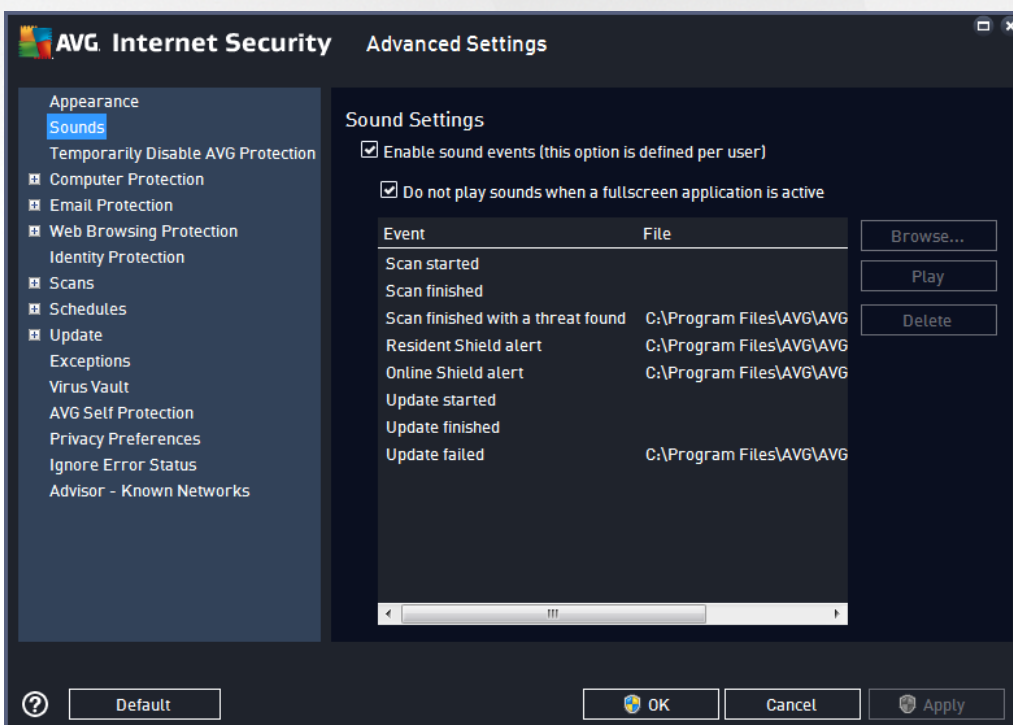 AVG Internet Security Advanced Settings
Appearance
Sounds
Temporarily Disable AVG Protection
Computer Protection
Email Protection
Web Browsing Protection
Identity Protection
Scans
Schedules
Update
Exceptions
Virus Vault
AVG Self Protection
Privacy Preferences
Ignore Error Status
Advisor - Known Networks
Sound Settings
Enable sound events (this option is defined per user)
Do not play sounds when a fullscreen application is active
Event File
Scan started
Scan finished
Scan finished with a threat found C:\Program Files\AVG\AVG
Resident Shield alert C:\Program Files\AVG\AVG
Online Shield alert C:\Program Files\AVG\AVG
Update started
Update finished
Update failed C:\Program Files\AVG\AVG
Browse...
Play
Delete
Default
OK
Cancel
Apply